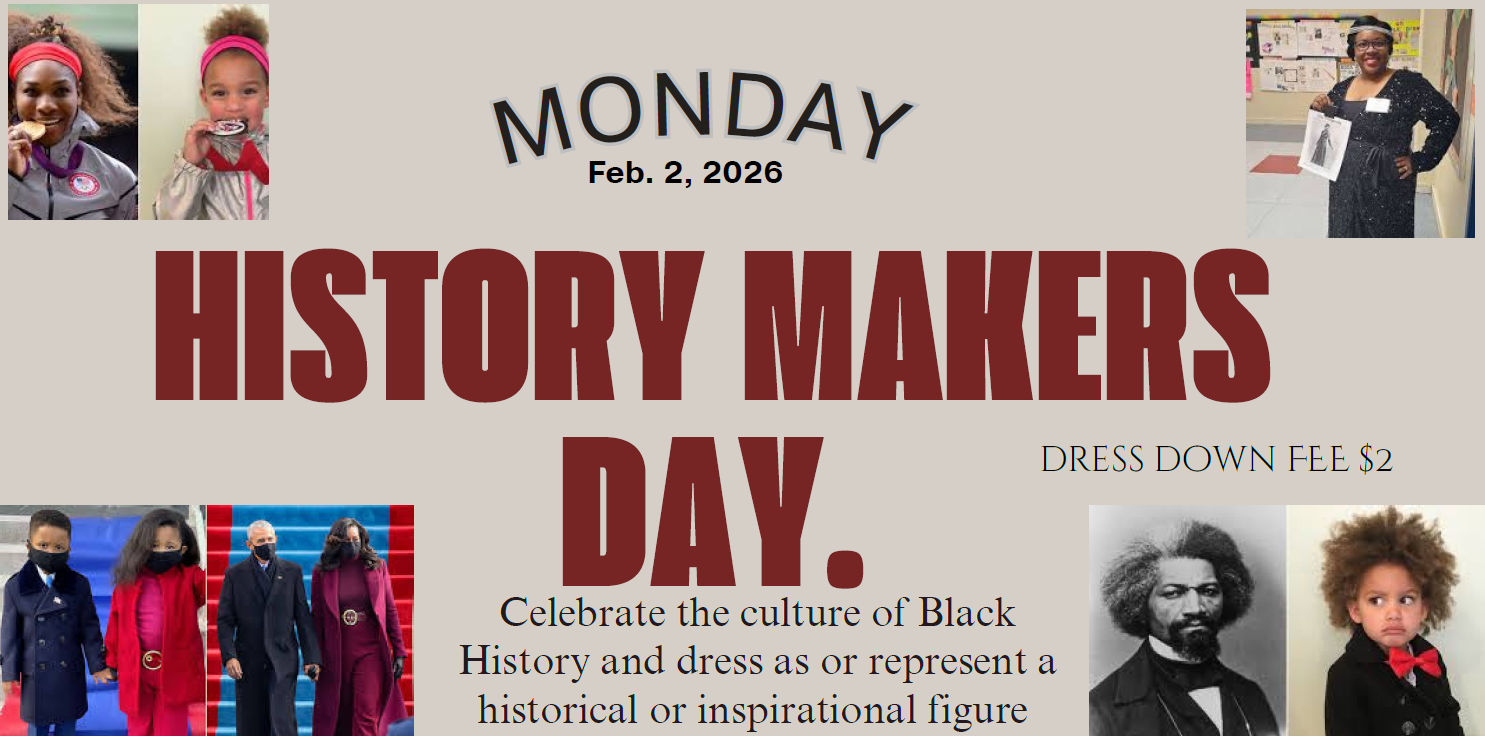 MONDAY
Feb. 2, 2026
HISTORY MAKERS
DAY.
DRESS DOWN FEE $2
Celebrate the culture of Black
History and dress as or represent a
historical or inspirational figure